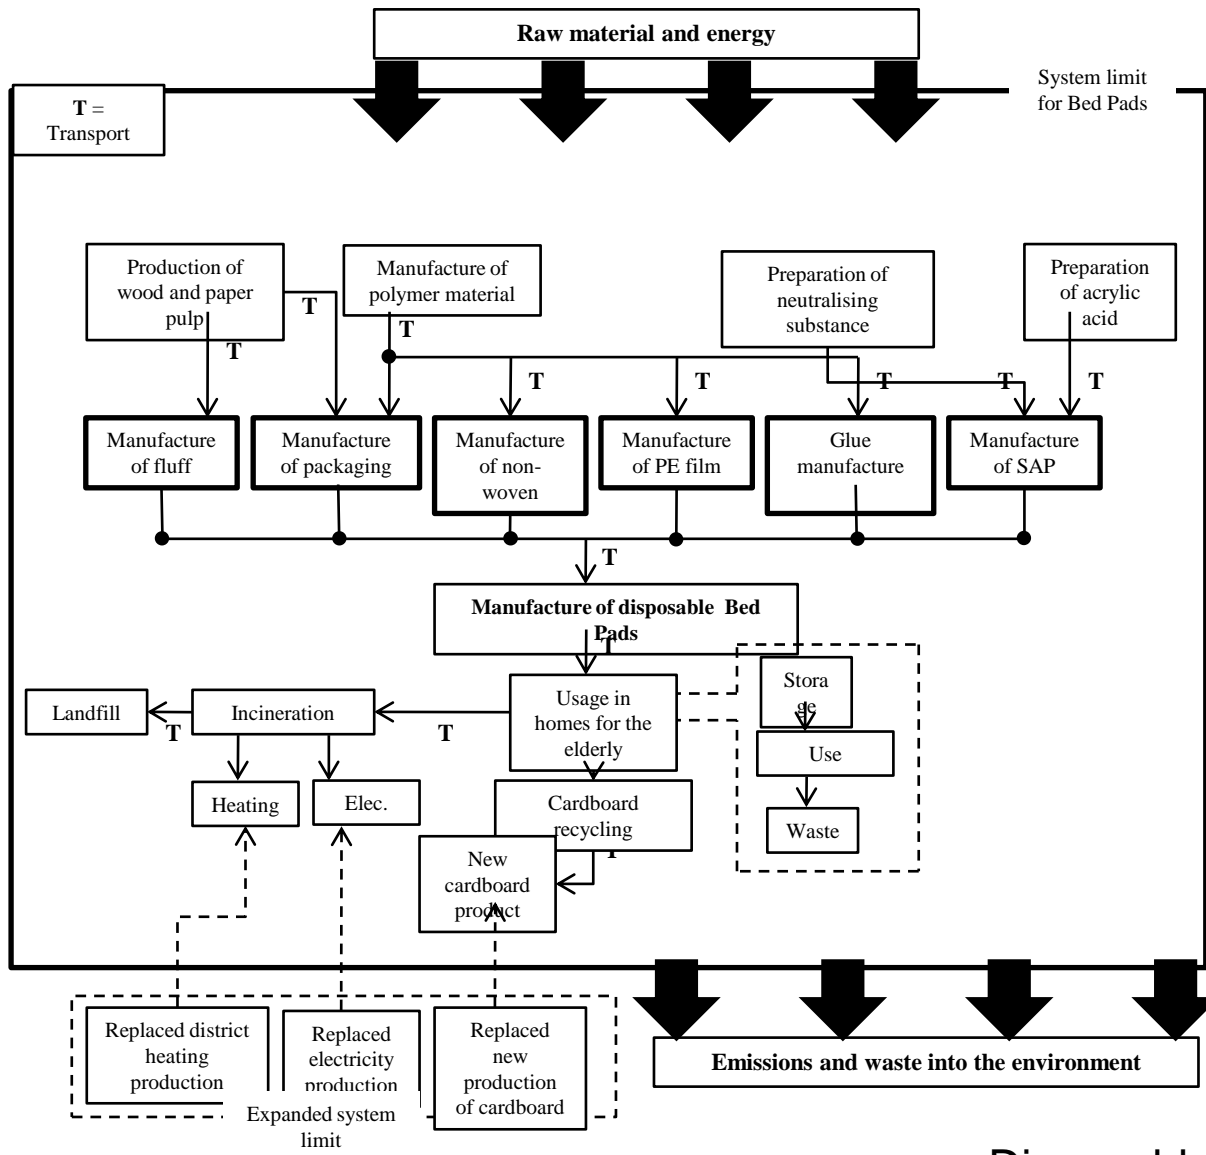 Raw material and energy
System limit
for Bed Pads
T =
Transport
Production of
wood and paper
pulp
Manufacture of
polymer material
Preparation of
neutralising
substance
Preparation
of acrylic
acid
T
T
T
T
T
T
T
T
Manufacture
of fluff
Manufacture
of packaging
Manufacture
of non-
woven
Manufacture
of PE film
Glue
manufacture
Manufacture
of SAP
T
Manufacture of disposable Bed
Pads
T
Stora
ge
Use
Waste
Usage in
homes for the
elderly
Landfill
Incineration
T
T
Heating
Elec.
Cardboard
recycling
T
New
cardboard
product
Replaced district
heating
production
Replaced
electricity
production
Replaced
new
production
of cardboard
Expanded system
limit
Emissions and waste into the environment